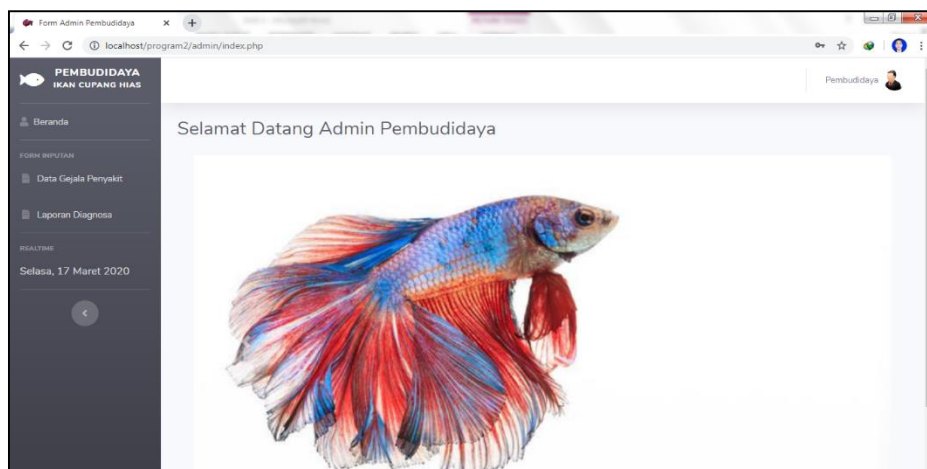 Form Admin Pembudidaya
localhost/program2/admin/index.php
PEMBUDIDAYA
IKAN CUPANG HIAS
Pembudidaya
Beranda
Selamat Datang Admin Pembudidaya
FORM INPUTAN
Data Gejala Penyakit
Laporan Diagnosa
REALTIME
Selasa, 17 Maret 2020